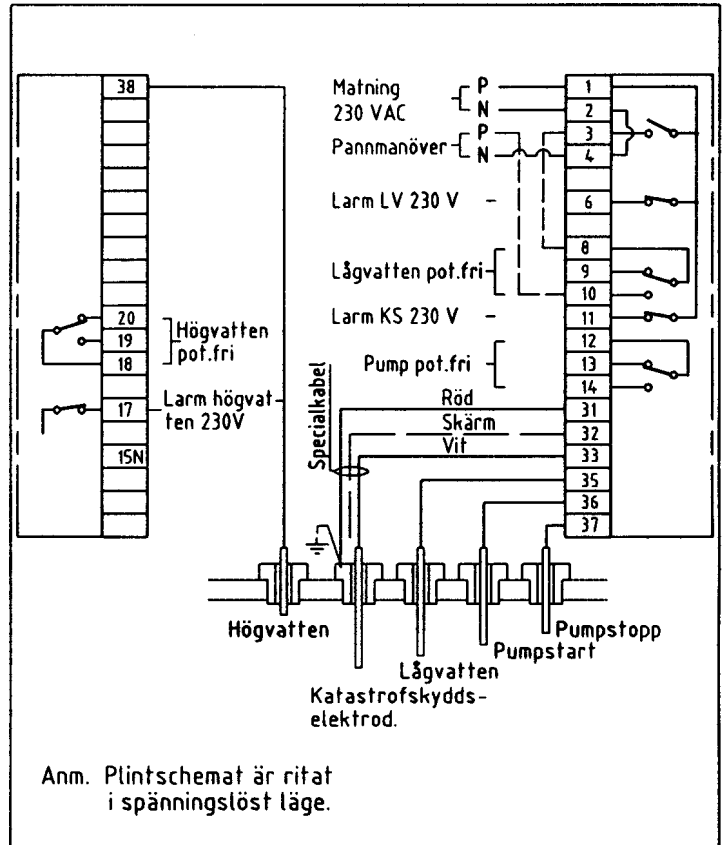 38
20
19
18
17
15N
Högvatten
pot.fri
Larm högvat
ten 230V
Matning
230 VAC
P
N
Pannmanöver
P
N
Larm LV 230 V -
Lågvatten pot.fri
Larm KS 230 V -
Pump pot.fri
1
2
3
4
6
8
9
10
11
12
13
14
31
32
33
35
36
37
Röd
Skärm
Vit
Specialkabel
Högvatten
Pumpstopp
Pumpstart
Lågvatten
Katastrofskydds-
elektrod.
Anm. Plintschemat är ritat
i spänningslöst läge.